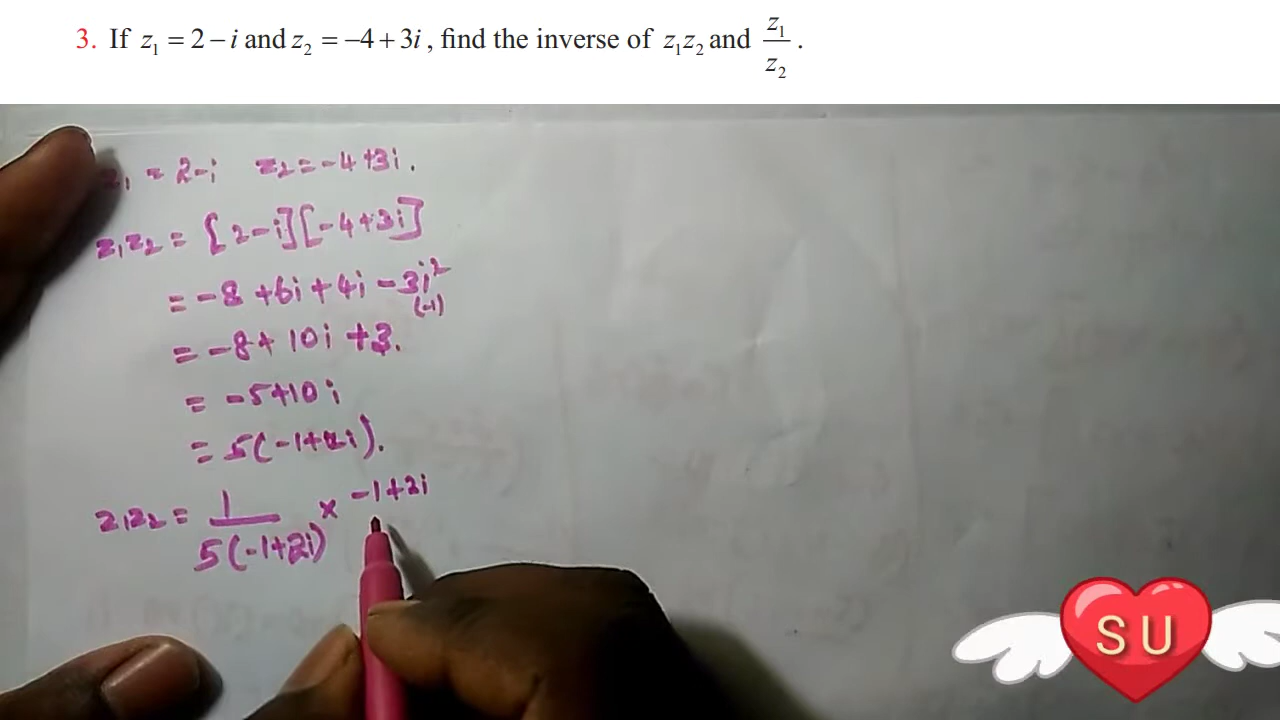 3. If z₁ = 2 − i and z₂ = −4 + 3i , find the inverse of z₁z₂ and z₁/z₂ .
z₁ = 2-i z₂ = -4+3i .
z₁z₂ = [2-i][-4+3i]
= -8 +6i+4i -3i² (-1)
= -8+ 10i +3.
= -5+10i
= 5(-1+2i).
z₁z₂ = 1/5(-1+2i) × -1+2i
SU